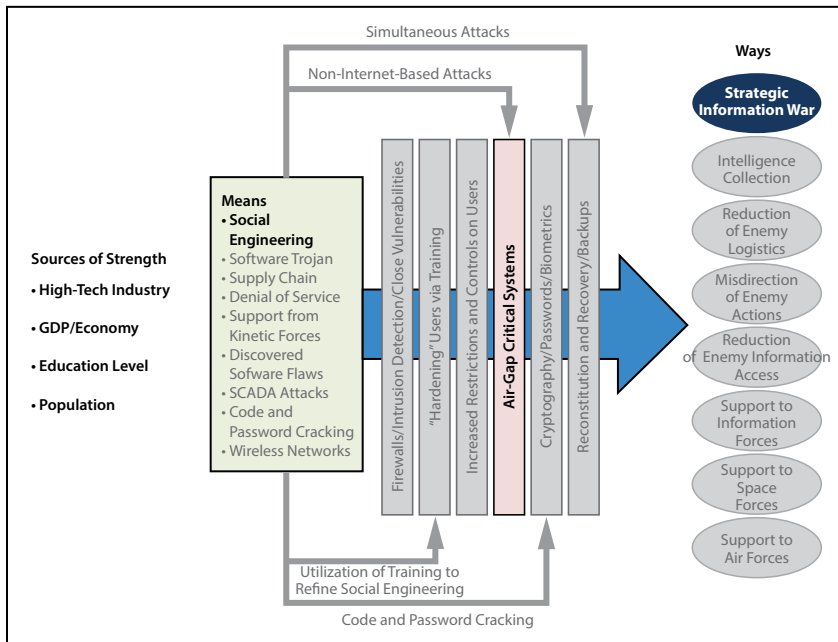 Simultaneous Attacks
Non-Internet-Based Attacks
Ways
Strategic
Information War
Intelligence
Collection
Reduction
of Enemy
Logistics
Misdirection
of Enemy
Actions
Reduction
of Enemy Information
Access
Support to
Information
Forces
Support to
Space
Forces
Support to
Air Forces
Sources of Strength
• High-Tech Industry
• GDP/Economy
• Education Level
• Population
Means
• Social
Engineering
• Software Trojan
• Supply Chain
• Denial of Service
• Support from
Kinetic Forces
• Discovered
Sofware Flaws
• SCADA Attacks
• Code and
Password Cracking
• Wireless Networks
Firewalls/Intrusion Detection/Close Vulnerabilities
"Hardening" Users via Training
Increased Restrictions and Controls on Users
Air-Gap Critical Systems
Cryptography/Passwords/Biometrics
Reconstitution and Recovery/Backups
Utilization of Training to
Refine Social Engineering
Code and Password Cracking